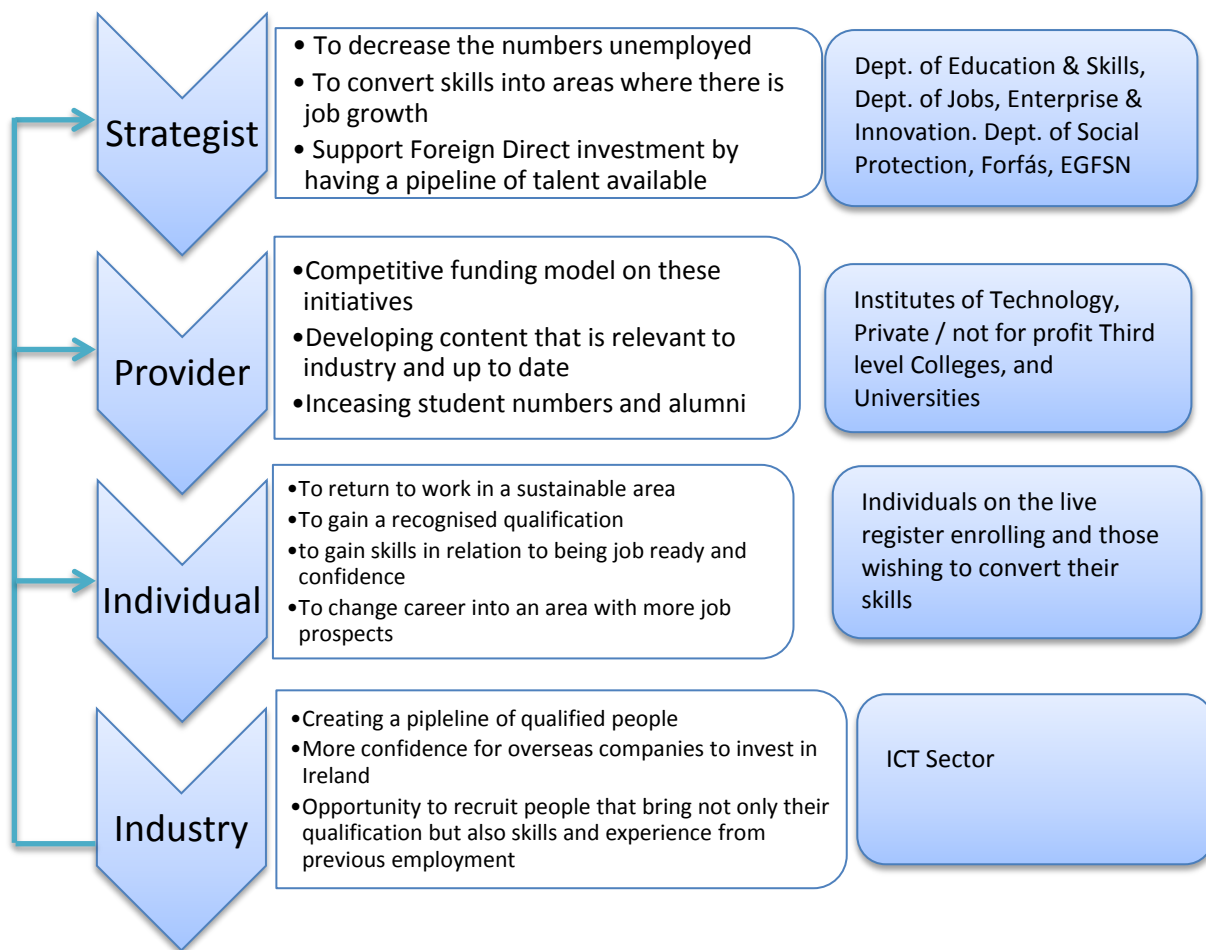 Strategist
• To decrease the numbers unemployed
• To convert skills into areas where there is
job growth
• Support Foreign Direct investment by
having a pipeline of talent available
Dept. of Education & Skills,
Dept. of Jobs, Enterprise &
Innovation. Dept. of Social
Protection, Forfás, EGFSN
Provider
•Competitive funding model on these
initiatives
•Developing content that is relevant to
industry and up to date
•Inceasing student numbers and alumni
Institutes of Technology,
Private / not for profit Third
level Colleges, and
Universities
Individual
•To return to work in a sustainable area
•To gain a recognised qualification
•to gain skills in relation to being job ready and
confidence
•To change career into an area with more job
prospects
Individuals on the live
register enrolling and those
wishing to convert their
skills
Industry
•Creating a pipleline of qualified people
•More confidence for overseas companies to invest in
Ireland
•Opportunity to recruit people that bring not only their
qualification but also skills and experience from
previous employment
ICT Sector